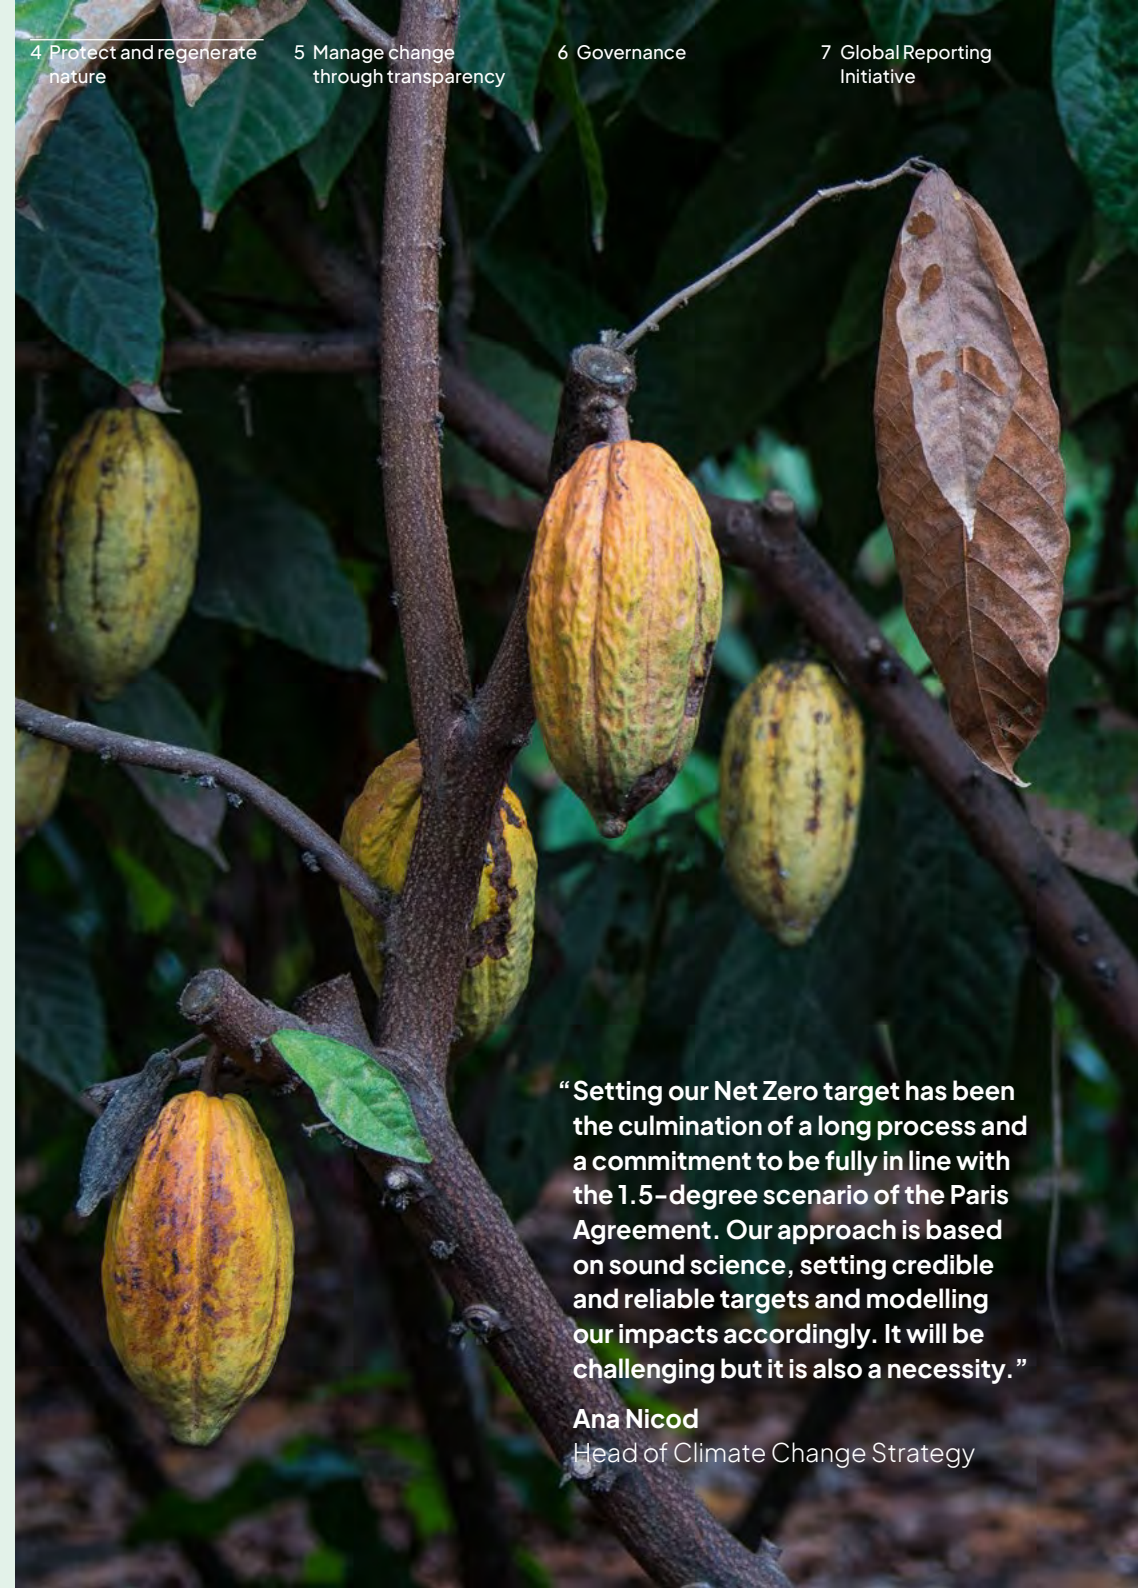 4 Protect and regenerate
nature
5 Manage change
through transparency
6 Governance
7 Global Reporting
Initiative
“Setting our Net Zero target has been
the culmination of a long process and
a commitment to be fully in line with
the 1.5-degree scenario of the Paris
Agreement. Our approach is based
on sound science, setting credible
and reliable targets and modelling
our impacts accordingly. It will be
challenging but it is also a necessity.”
Ana Nicod
Head of Climate Change Strategy